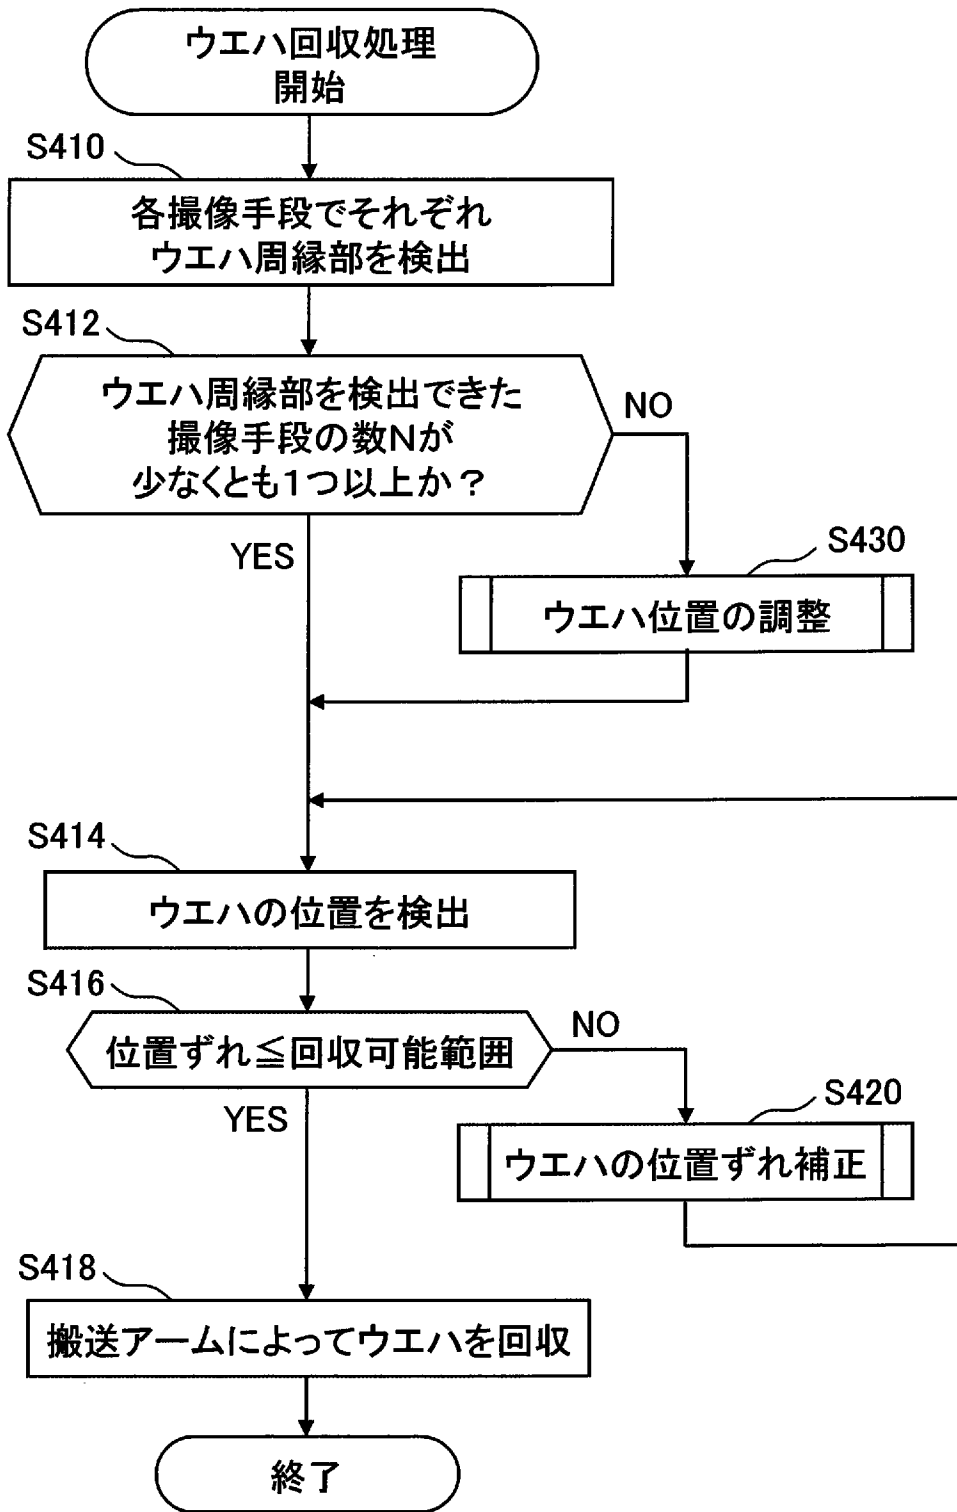 ウエハ回収処理
開始
S410
各撮像手段でそれぞれ
ウエハ周縁部を検出
S412
ウエハ周縁部を検出できた
撮像手段の数Nが
少なくとも1つ以上か？
NO
YES
S430
ウエハ位置の調整
S414
ウエハの位置を検出
S416
位置ずれ≦回収可能範囲
NO
YES
S420
ウエハの位置ずれ補正
S418
搬送アームによってウエハを回収
終了